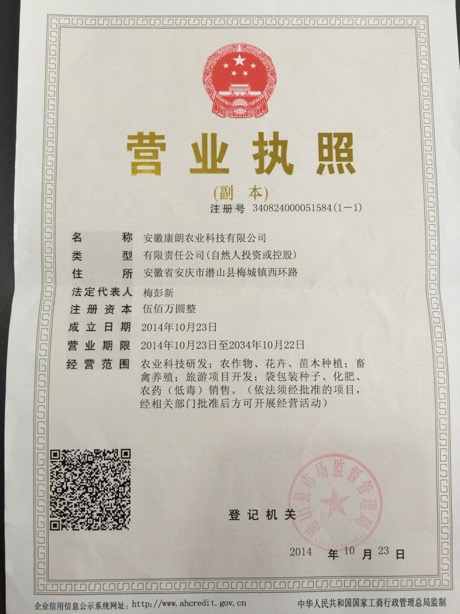 营业执照
(副 本)
注册号 340824000051584(1-1)
名 称 安徽康朗农业科技有限公司
类 型 有限责任公司(自然人投资或控股)
住 所 安徽省安庆市潜山县梅城镇西环路
法定代表人 梅彭新
注册资本 伍佰万圆整
成立日期 2014年10月23日
营业期限 2014年10月23日至2034年10月22日
经营范围 农业科技研发；农作物、花卉、苗木种植；畜
禽养殖；旅游项目开发；袋包装种子、化肥、
农药（低毒）销售。（依法须经批准的项目，
经相关部门批准后方可开展经营活动）
潜山县市场监督管理局
登记机关
2014 年 10 月 23 日
企业信用信息公示系统网址：http://www.ahcredit.gov.cn
中华人民共和国国家工商行政管理总局监制